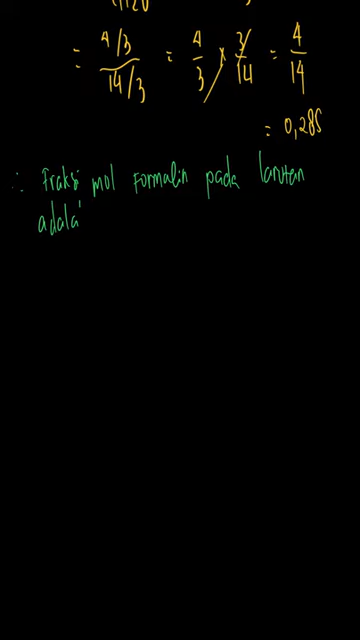 = 4/3 / 14/3 = 4/3 × 3/14 = 4/14
= 0,285
∴ Fraksi mol Formalin pada larutan
adala